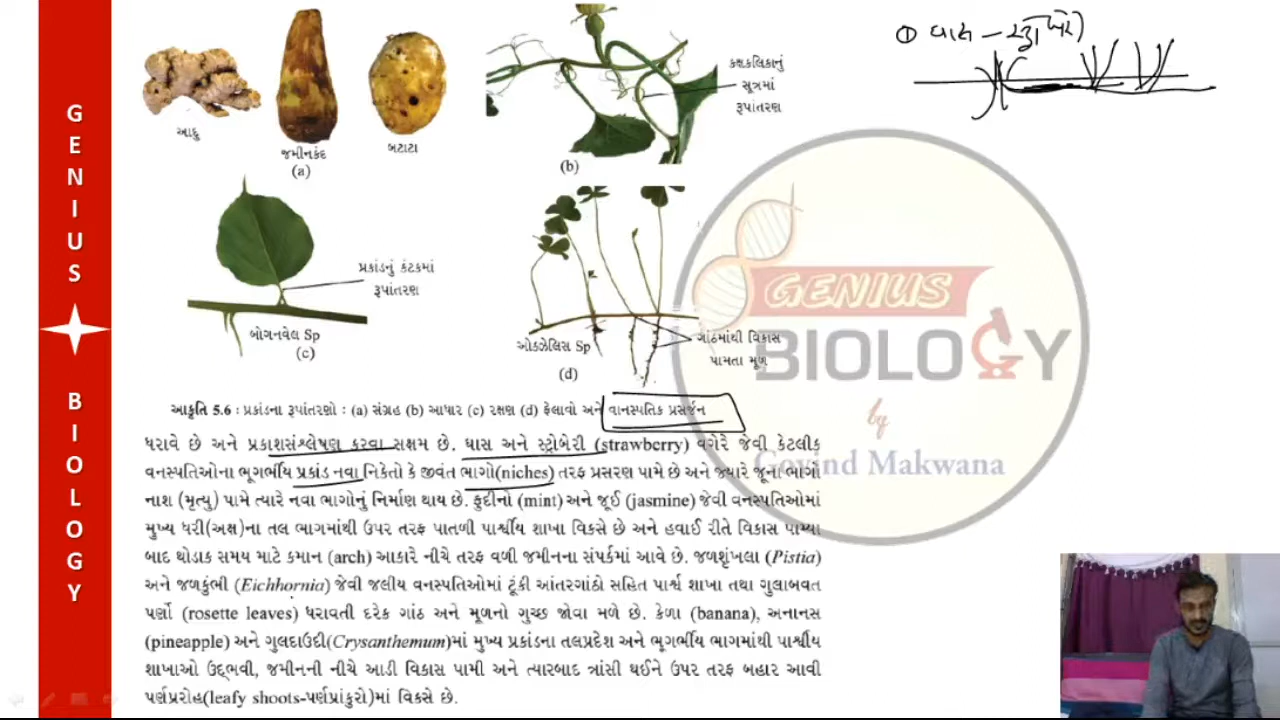 GENIUS
BIOLOGY
① ઘાસ – સ્ટ્રોબેરી
આદુ
જમીનકંદ
(a)
બટાટા
કક્ષકલિકાનું
સૂત્રમાં
રૂપાંતરણ
(b)
પ્રકાંડનું કંટકમાં
રૂપાંતરણ
બોગનવેલ Sp
(c)
ઓક્ઝેલિસ Sp
(d)
ગાંઠમાંથી વિકાસ
પામતા મૂળ
GENIUS
BIOLOGY
by
Govind Makwana
આકૃતિ 5.6 : પ્રકાંડના રૂપાંતરણો : (a) સંગ્રહ (b) આધાર (c) રક્ષણ (d) ફેલાવો અને વાનસ્પતિક પ્રસર્જન
ધરાવે છે અને પ્રકાશસંશ્લેષણ કરવા સક્ષમ છે. ઘાસ અને સ્ટ્રોબેરી (strawberry) વગેરે જેવી કેટલીક
વનસ્પતિઓના ભૂગર્ભીય પ્રકાંડ નવા નિકેતો કે જીવંત ભાગો(niches) તરફ પ્રસરણ પામે છે અને જ્યારે જૂના ભાગો
નાશ (મૃત્યુ) પામે ત્યારે નવા ભાગોનું નિર્માણ થાય છે. ફુદીનો (mint) અને જૂઈ (jasmine) જેવી વનસ્પતિઓમાં
મુખ્ય ધરી(અક્ષ)ના તલ ભાગમાંથી ઉપર તરફ પાતળી પાર્શ્વીય શાખા વિકસે છે અને હવાઈ રીતે વિકાસ પામ્યા
બાદ થોડાક સમય માટે કમાન (arch) આકારે નીચે તરફ વળી જમીનના સંપર્કમાં આવે છે. જળશૃંખલા (Pistia)
અને જળકુંભી (Eichhornia) જેવી જલીય વનસ્પતિઓમાં ટૂંકી આંતરગાંઠો સહિત પાર્શ્વ શાખા તથા ગુલાબવત
પર્ણો (rosette leaves) ધરાવતી દરેક ગાંઠ અને મૂળનો ગુચ્છ જોવા મળે છે. કેળા (banana), અનાનસ
(pineapple) અને ગુલદાઉદી(Crysanthemum)માં મુખ્ય પ્રકાંડના તલપ્રદેશ અને ભૂગર્ભીય ભાગમાંથી પાર્શ્વીય
શાખાઓ ઉદ્ભવી, જમીનની નીચે આડી વિકાસ પામી અને ત્યારબાદ ત્રાંસી થઈને ઉપર તરફ બહાર આવી
પર્ણપ્રરોહ(leafy shoots-પર્ણપ્રાંકુરો)માં વિકસે છે.